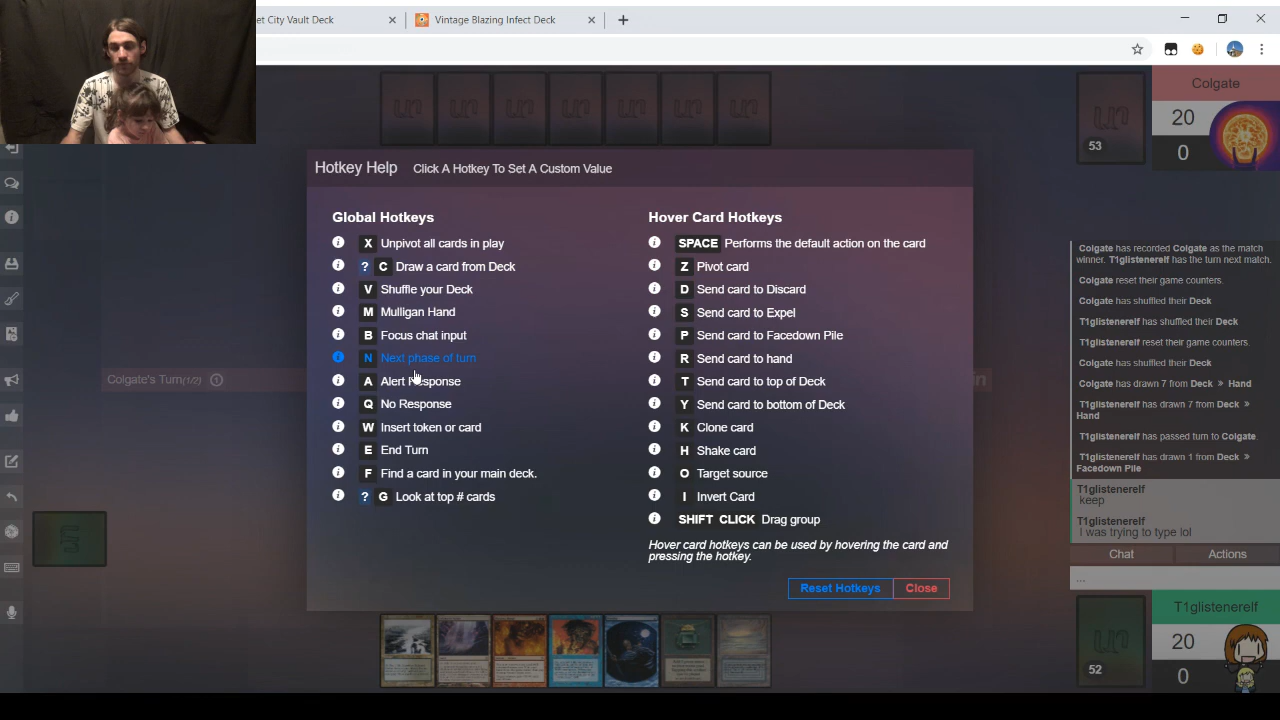 et City Vault Deck
Vintage Blazing Infect Deck
Colgate
20
0
53
Hotkey Help Click A Hotkey To Set A Custom Value
Global Hotkeys
X Unpivot all cards in play
? C Draw a card from Deck
V Shuffle your Deck
M Mulligan Hand
B Focus chat input
N Next phase of turn
A Alert Response
Q No Response
W Insert token or card
E End Turn
F Find a card in your main deck.
? G Look at top # cards
Hover Card Hotkeys
SPACE Performs the default action on the card
Z Pivot card
D Send card to Discard
S Send card to Expel
P Send card to Facedown Pile
R Send card to hand
T Send card to top of Deck
Y Send card to bottom of Deck
K Clone card
H Shake card
O Target source
I Invert Card
SHIFT CLICK Drag group
Hover card hotkeys can be used by hovering the card and
pressing the hotkey.
Reset Hotkeys Close
Colgate's Turn(1/2)
Colgate has recorded Colgate as the match
winner. T1glistenerelf has the turn next match.
Colgate reset their game counters.
Colgate has shuffled their Deck
T1glistenerelf has shuffled their Deck
T1glistenerelf reset their game counters.
Colgate has shuffled their Deck
Colgate has drawn 7 from Deck » Hand
T1glistenerelf has drawn 7 from Deck »
Hand
T1glistenerelf has passed turn to Colgate.
T1glistenerelf has drawn 1 from Deck »
Facedown Pile
T1glistenerelf
keep
T1glistenerelf
I was trying to type lol
Chat Actions
...
T1glistenerelf
20
0
52